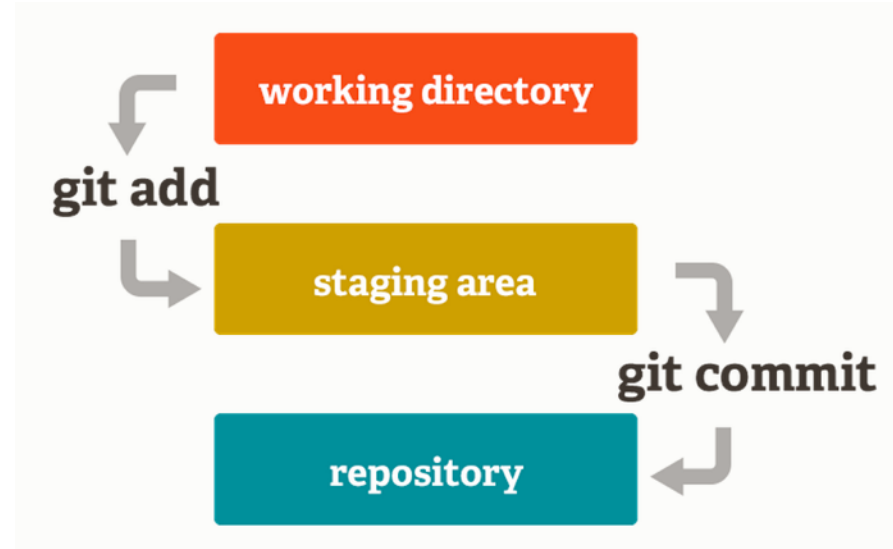 working directory
git add
staging area
git commit
repository